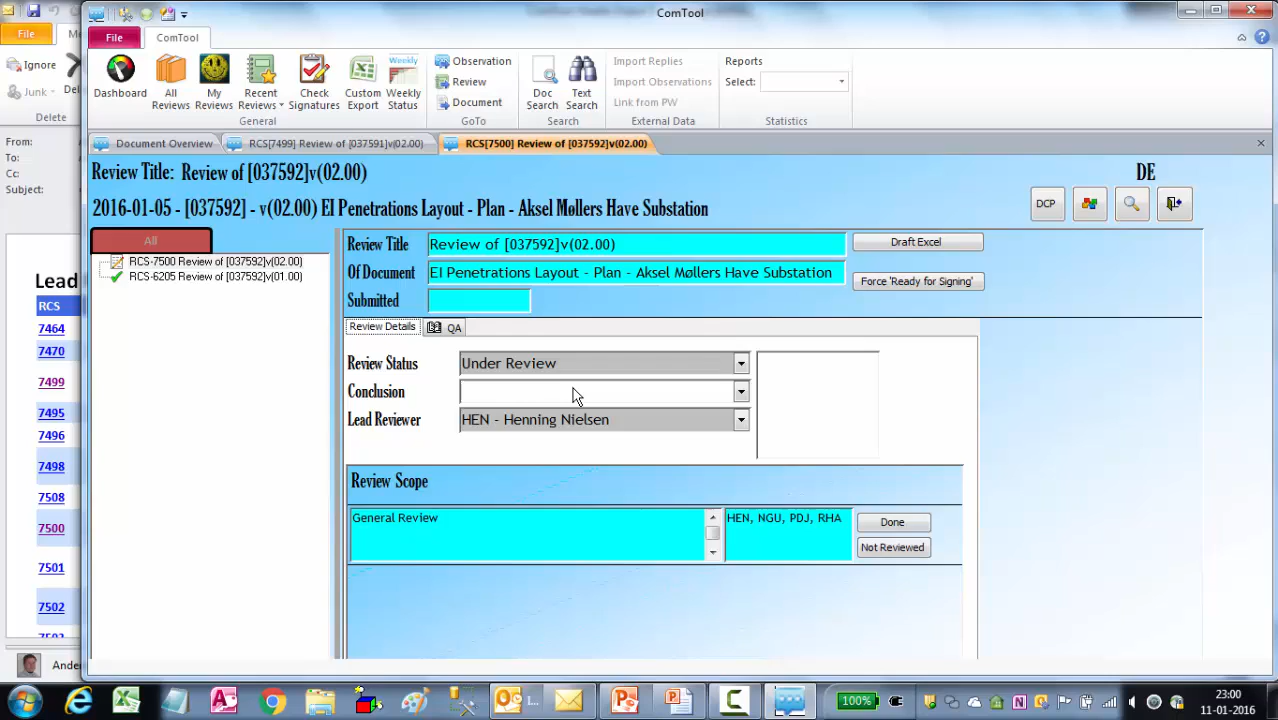 ComTool
File
M
File
ComTool
Ignore
De
Junk
Delete
Dashboard
All Reviews
My Reviews
Recent Reviews
Check Signatures
Custom Export
Weekly
Weekly Status
General
Observation
Review
Document
GoTo
Doc Search
Text Search
Search
Import Replies
Import Observations
Link from PW
External Data
Reports
Select:
Statistics
From:
To:
Cc:
Subject:
Document Overview
RCS[7499] Review of [037591]v(02.00)
RCS[7500] Review of [037592]v(02.00)
Review Title: Review of [037592]v(02.00)
DE
2016-01-05 - [037592] - v(02.00) EI Penetrations Layout - Plan - Aksel Møllers Have Substation
DCP
All
RCS-7500 Review of [037592]v(02.00)
RCS-6205 Review of [037592]v(01.00)
Review Title
Review of [037592]v(02.00)
Draft Excel
Of Document
EI Penetrations Layout - Plan - Aksel Møllers Have Substation
Force 'Ready for Signing'
Submitted
Review Details
QA
Review Status
Under Review
Conclusion
Lead Reviewer
HEN - Henning Nielsen
Review Scope
General Review
HEN, NGU, PDJ, RHA
Done
Not Reviewed
Lead
RCS
7464
7470
7499
7495
7496
7498
7508
7500
7501
7502
Ande
100%
23:00
11-01-2016